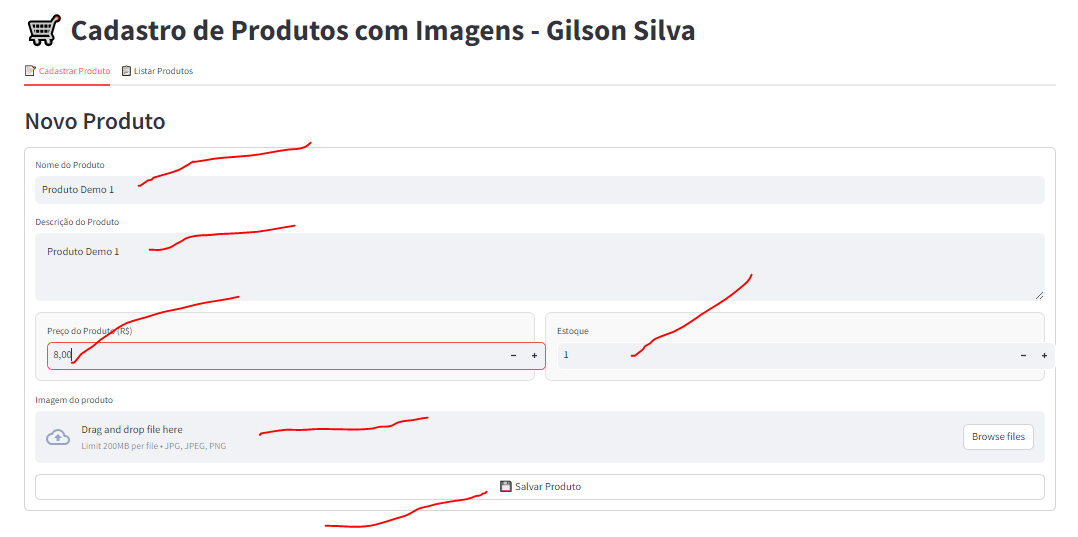 Cadastro de Produtos com Imagens - Gilson Silva
Cadastrar Produto Listar Produtos
Novo Produto
Nome do Produto
Produto Demo 1
Descrição do Produto
Produto Demo 1
Preço do Produto (R$) Estoque
8,00 − + 1 − +
Imagem do produto
Drag and drop file here
Limit 200MB per file • JPG, JPEG, PNG
Browse files
Salvar Produto